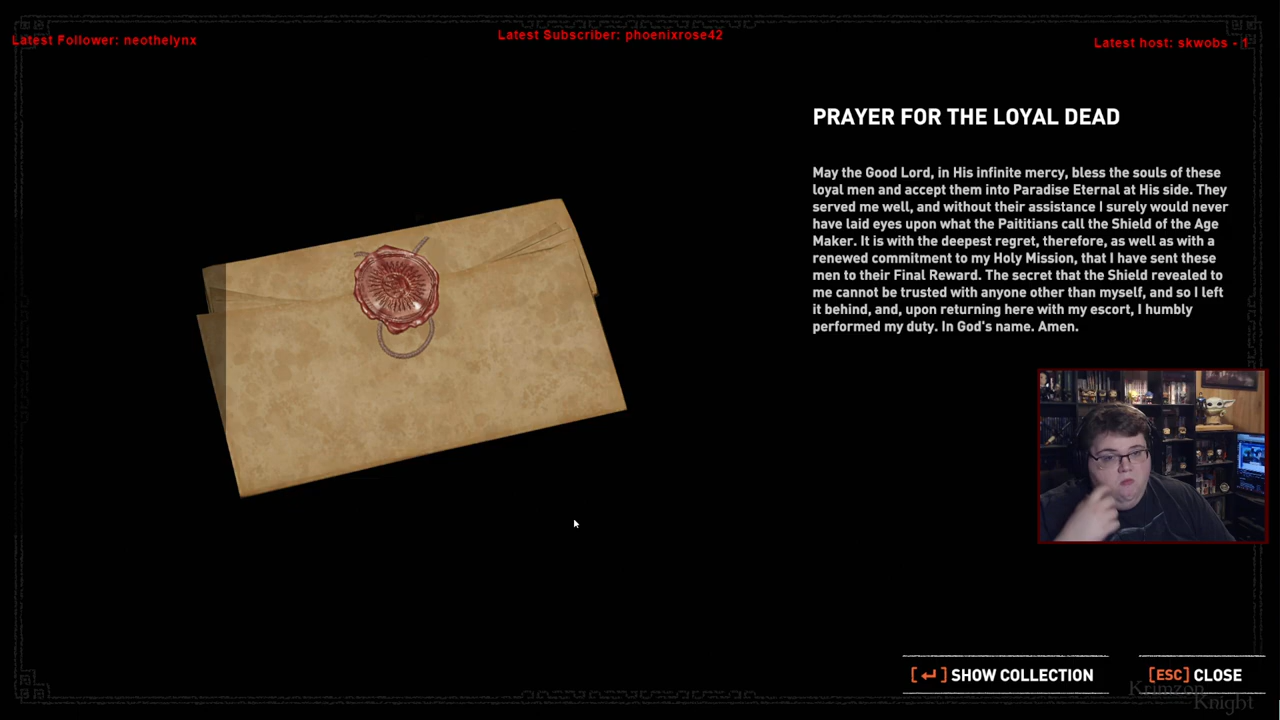 Latest Follower: neothelynx
Latest Subscriber: phoenixrose42
Latest host: skwobs - 1
PRAYER FOR THE LOYAL DEAD
May the Good Lord, in His infinite mercy, bless the souls of these
loyal men and accept them into Paradise Eternal at His side. They
served me well, and without their assistance I surely would never
have laid eyes upon what the Paititians call the Shield of the Age
Maker. It is with the deepest regret, therefore, as well as with a
renewed commitment to my Holy Mission, that I have sent these
men to their Final Reward. The secret that the Shield revealed to
me cannot be trusted with anyone other than myself, and so I left
it behind, and, upon returning here with my escort, I humbly
performed my duty. In God's name. Amen.
[↵] SHOW COLLECTION
[ESC] CLOSE
Krimzon
Knight